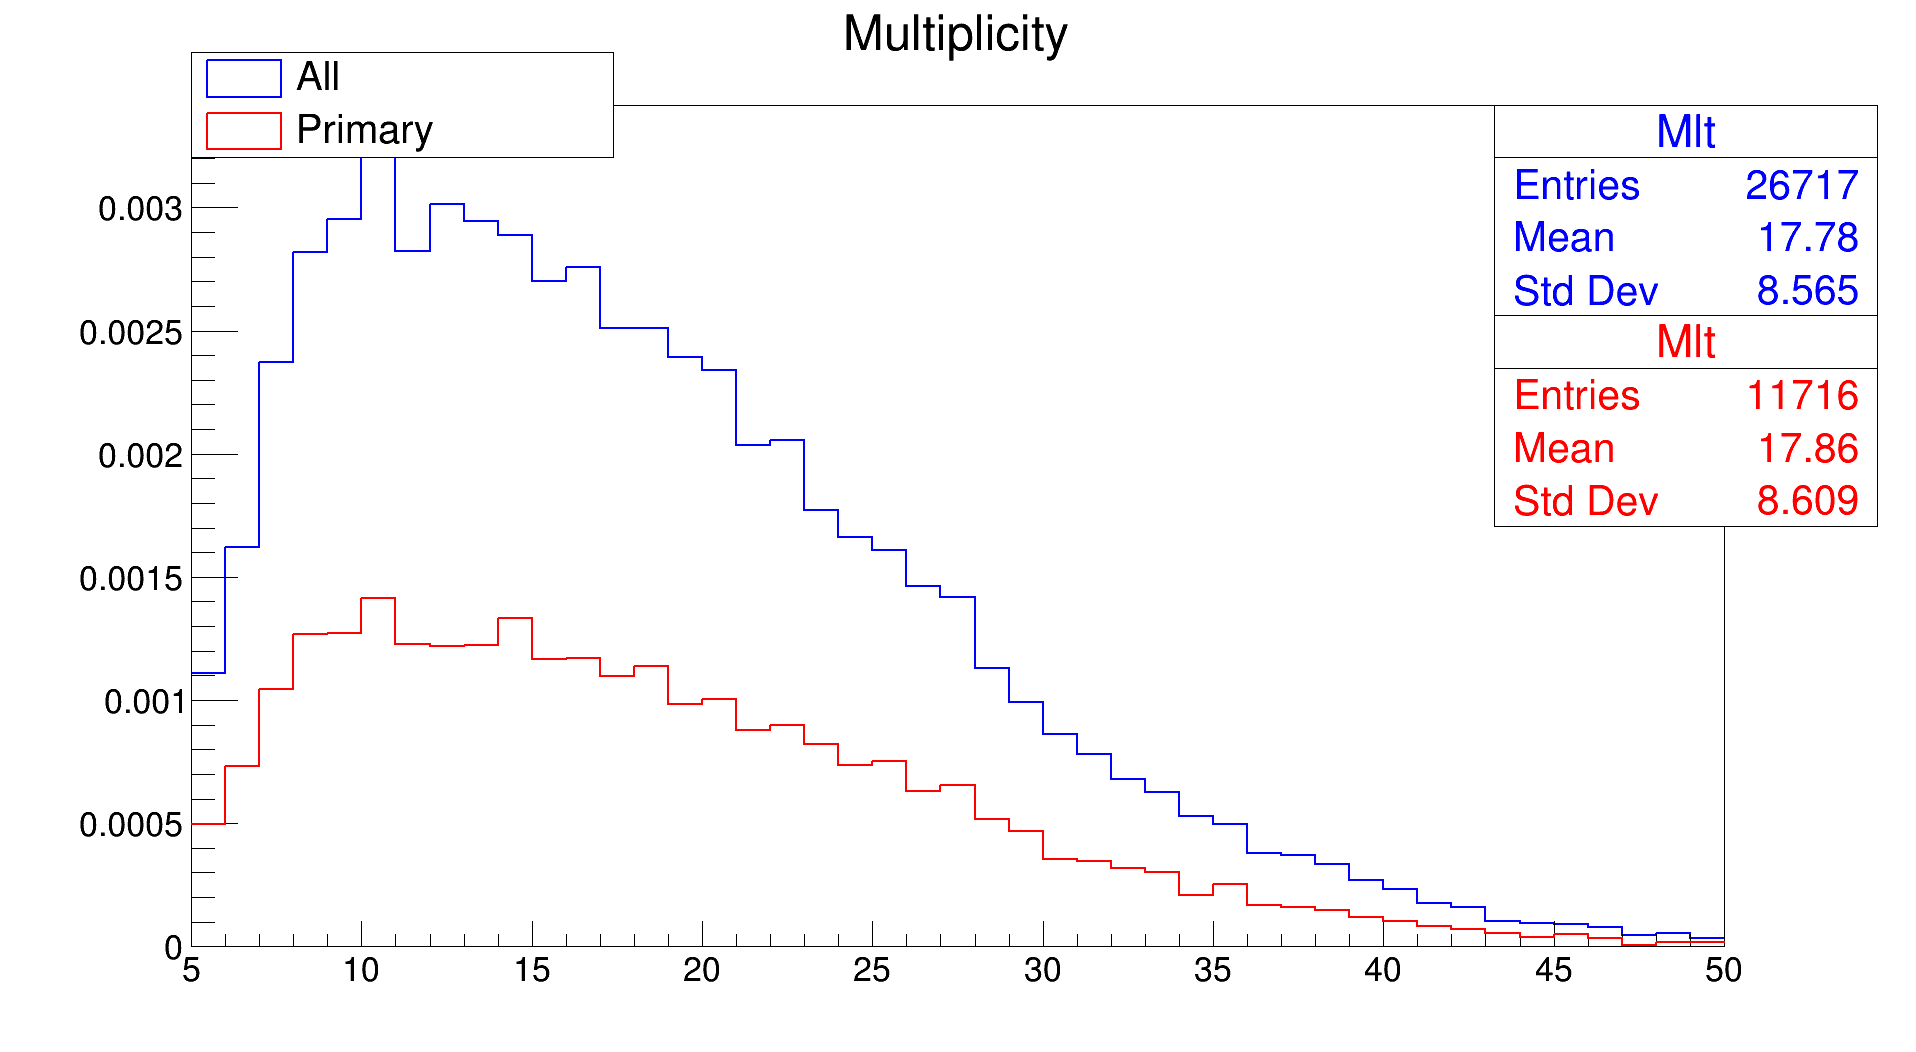 Multiplicity
All
Primary
Mlt
Entries 26717
Mean 17.78
Std Dev 8.565
Mlt
Entries 11716
Mean 17.86
Std Dev 8.609
0.003
0.0025
0.002
0.0015
0.001
0.0005
0
5 10 15 20 25 30 35 40 45 50